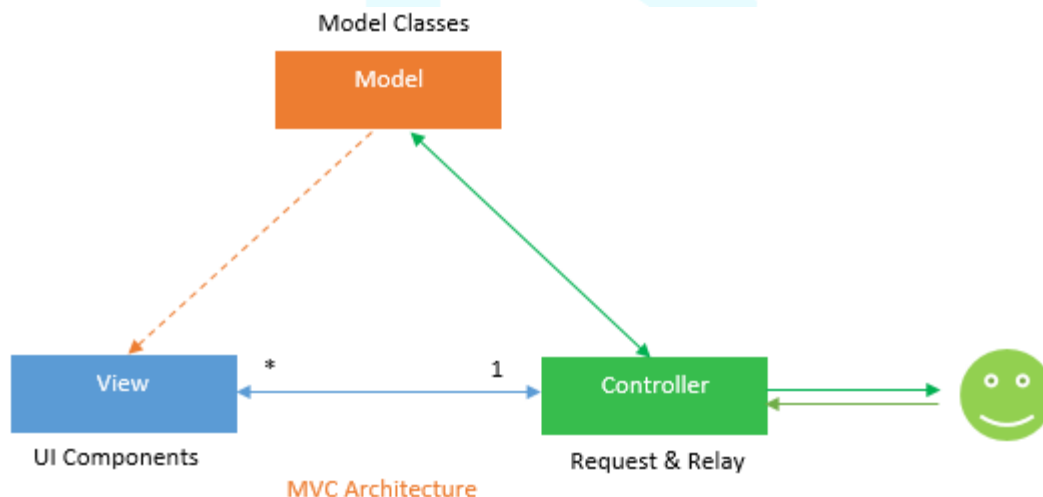 Model Classes
Model
* 1
View
Controller
UI Components
Request & Relay
MVC Architecture